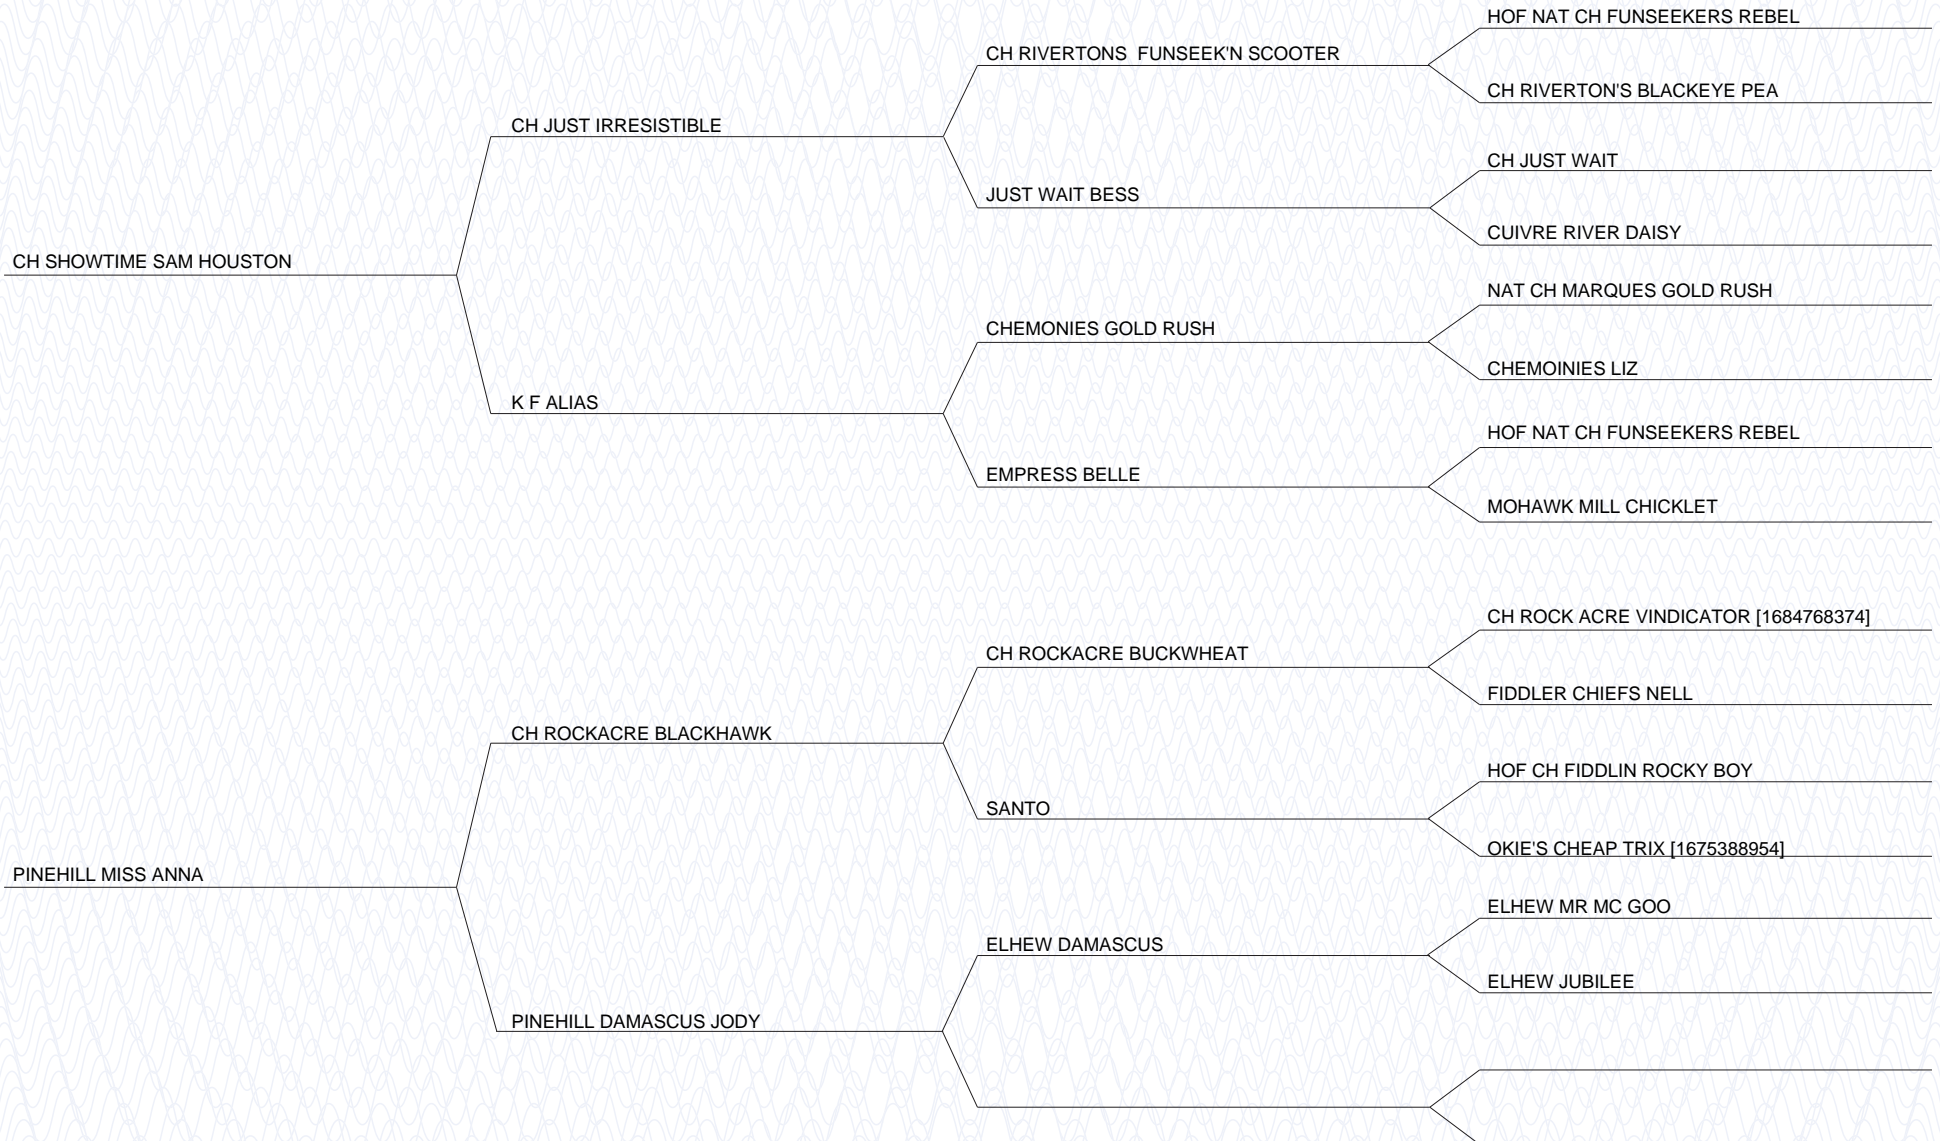 HOF NAT CH FUNSEEKERS REBEL
CH RIVERTONS  FUNSEEK'N SCOOTER
CH RIVERTON'S BLACKEYE PEA
CH JUST IRRESISTIBLE
CH JUST WAIT
JUST WAIT BESS
CUIVRE RIVER DAISY
CH SHOWTIME SAM HOUSTON
NAT CH MARQUES GOLD RUSH
CHEMONIES GOLD RUSH
CHEMOINIES LIZ
K F ALIAS
HOF NAT CH FUNSEEKERS REBEL
EMPRESS BELLE
MOHAWK MILL CHICKLET
CH ROCK ACRE VINDICATOR [1684768374]
CH ROCKACRE BUCKWHEAT
FIDDLER CHIEFS NELL
CH ROCKACRE BLACKHAWK
HOF CH FIDDLIN ROCKY BOY
SANTO
OKIE'S CHEAP TRIX [1675388954]
PINEHILL MISS ANNA
ELHEW MR MC GOO
ELHEW DAMASCUS
ELHEW JUBILEE
PINEHILL DAMASCUS JODY